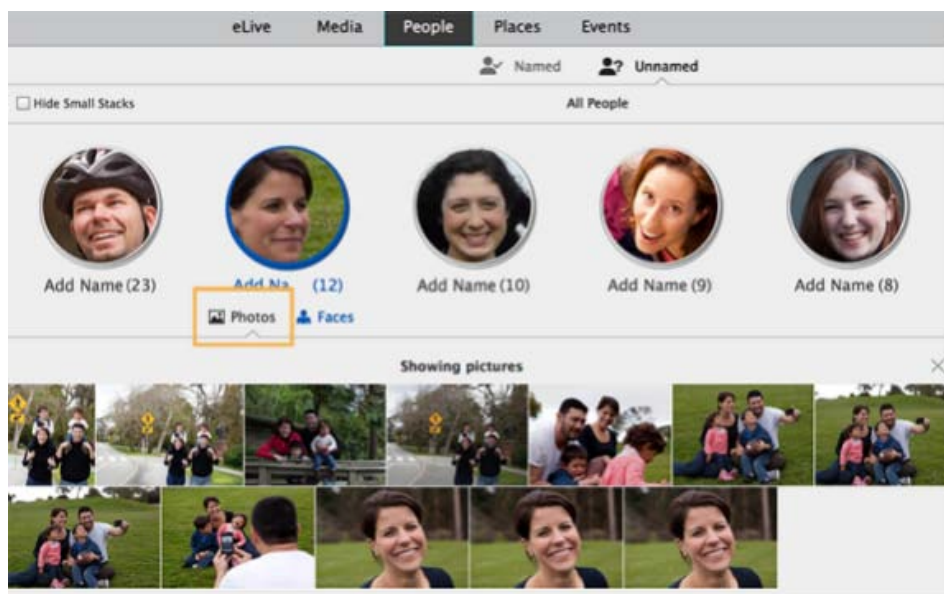 eLive Media People Places Events
Named Unnamed
Hide Small Stacks All People
Add Name (23) Add Na (12) Add Name (10) Add Name (9) Add Name (8)
Photos Faces
Showing pictures